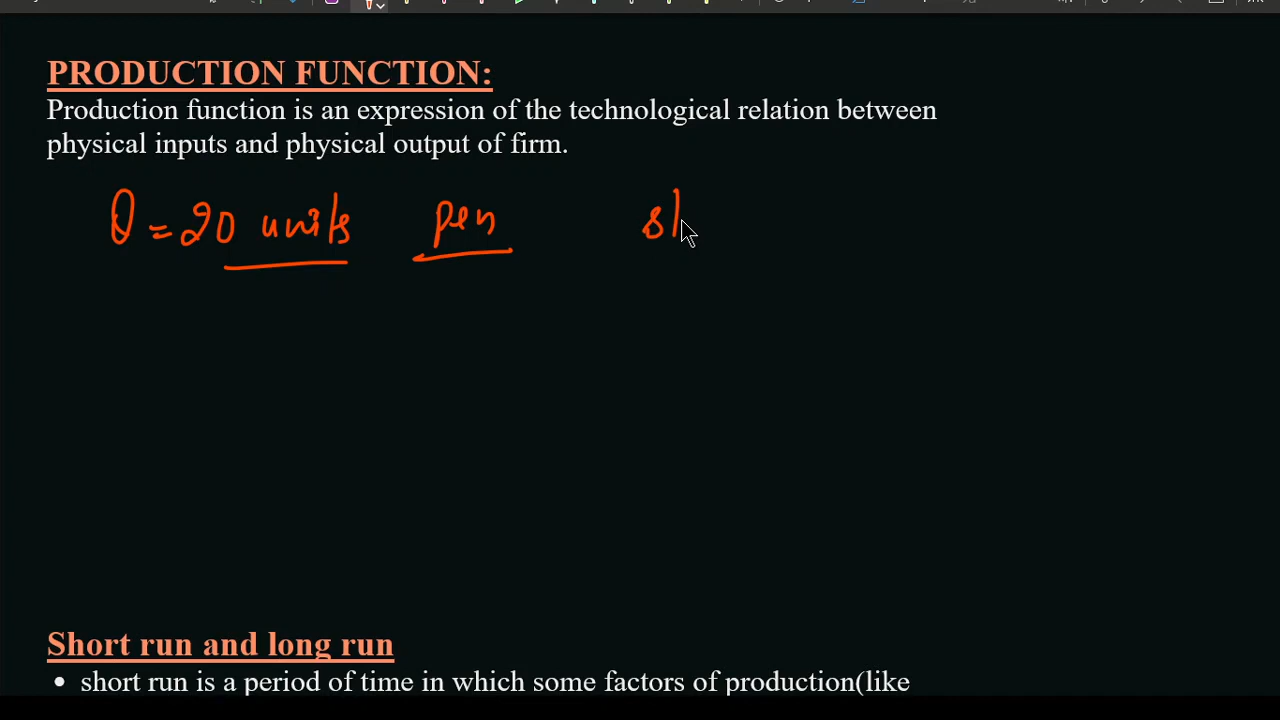 PRODUCTION FUNCTION:
Production function is an expression of the technological relation between
physical inputs and physical output of firm.
Q = 20 units pen
Short run and long run
• short run is a period of time in which some factors of production(like